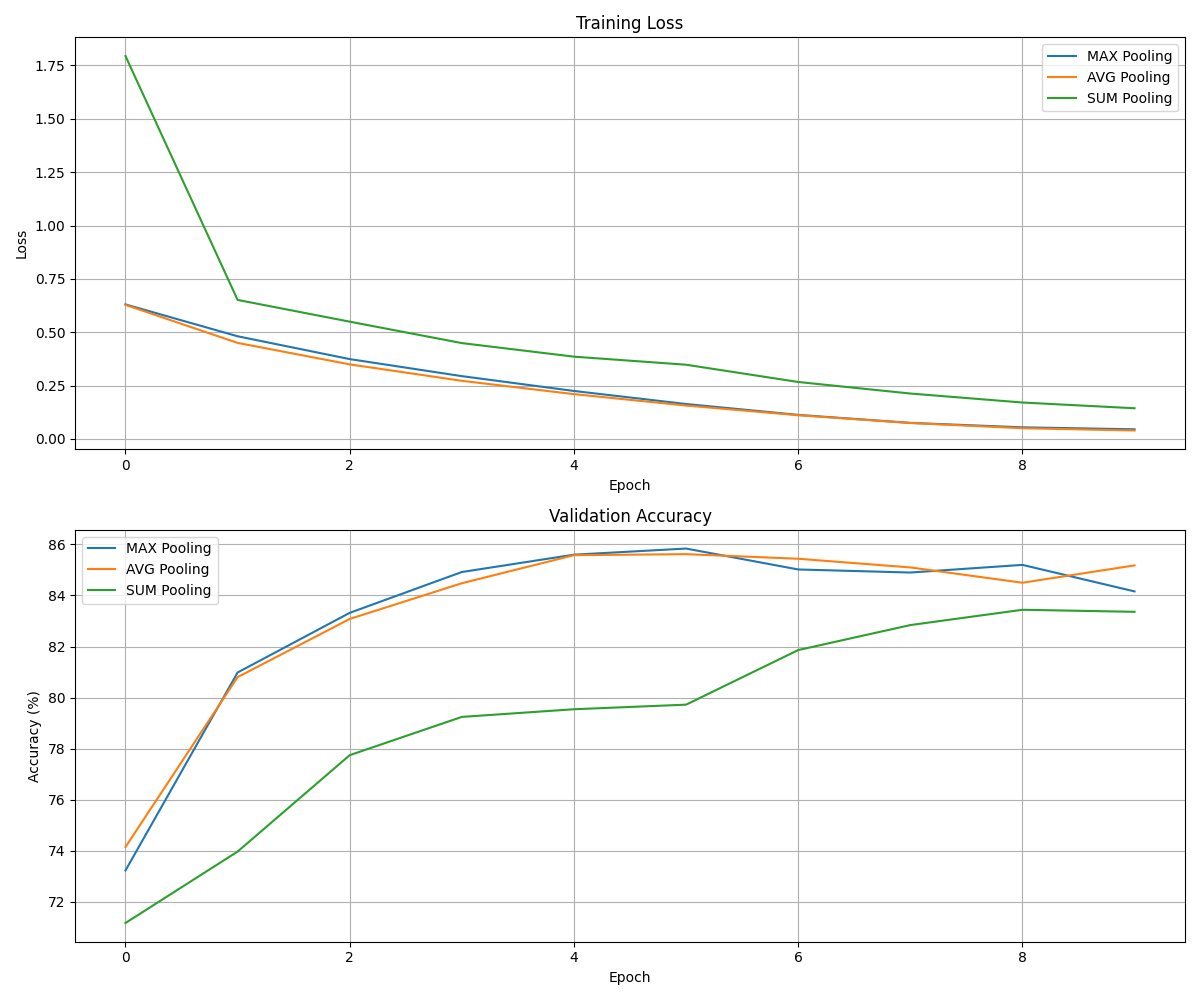 Training Loss
1.75
1.50
1.25
1.00
0.75
0.50
0.25
0.00
Loss
0 2 4 6 8
Epoch
MAX Pooling
AVG Pooling
SUM Pooling
Validation Accuracy
86
84
82
80
78
76
74
72
Accuracy (%)
0 2 4 6 8
Epoch
MAX Pooling
AVG Pooling
SUM Pooling